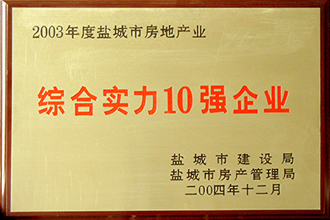 2003年度盐城市房地产业
综合实力10强企业
盐城市建设局
盐城市房产管理局
二00四年十二月